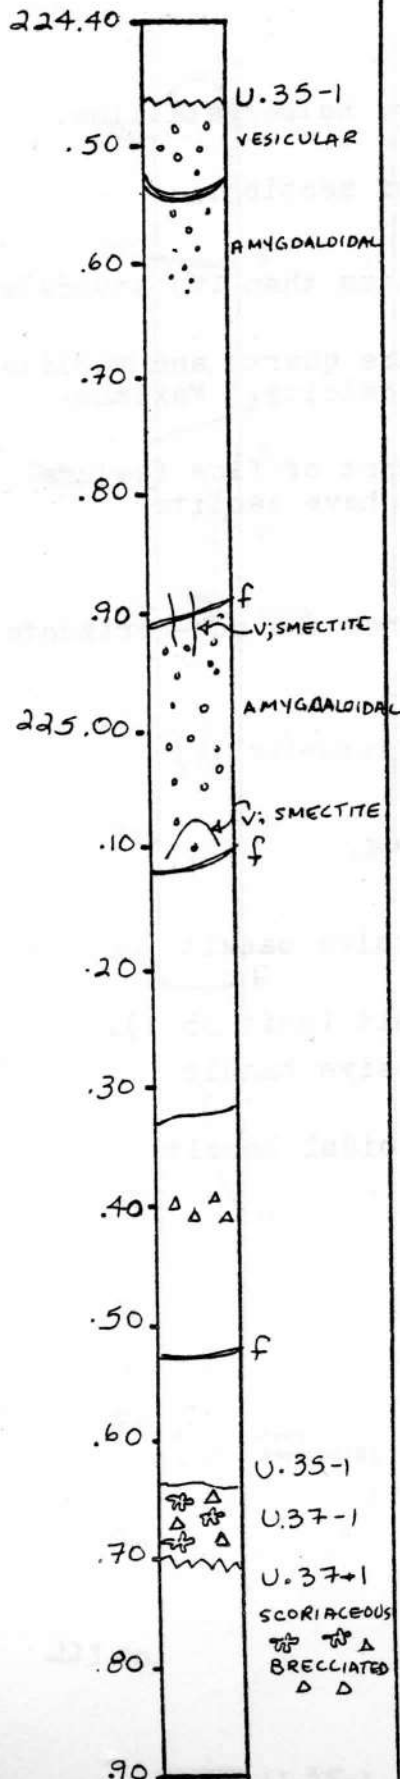 224.40
U.35-1
.50
VESICULAR
AMYGDALOIDAL
.60
.70
.80
f
.90
V; SMECTITE
AMYGDALOIDAL
225.00
V; SMECTITE
.10
f
.20
.30
.40
.50
f
.60
U.35-1
U.37-1
.70
U.37-1
SCORIACEOUS
BRECCIATED
.80
.90